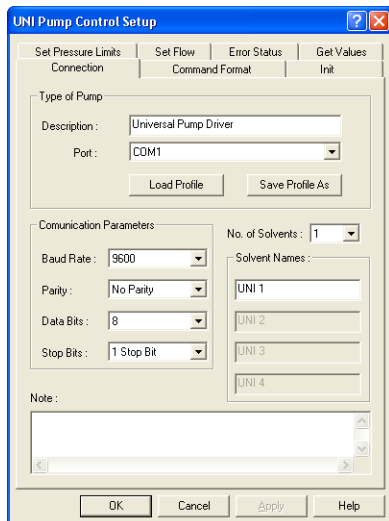 UNI Pump Control Setup
Set Pressure Limits Set Flow Error Status Get Values
Connection Command Format Init
Type of Pump
Description : Universal Pump Driver
Port : COM1
Load Profile Save Profile As
Comunication Parameters
No. of Solvents : 1
Baud Rate : 9600
Solvent Names :
Parity : No Parity
UNI 1
Data Bits : 8
UNI 2
Stop Bits : 1 Stop Bit
UNI 3
UNI 4
Note :
OK Cancel Apply Help